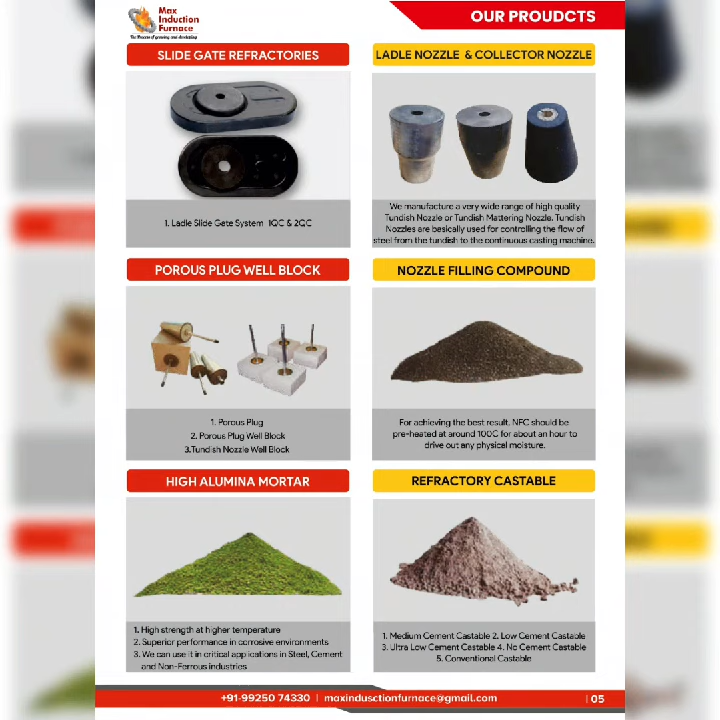 Max
Induction
Furnace
OUR PROUDCTS
SLIDE GATE REFRACTORIES
1. Ladle Slide Gate System 1QC & 2QC
LADLE NOZZLE & COLLECTOR NOZZLE
We manufacture a very wide range of high quality
Tundish Nozzle or Tundish Mattering Nozzle. Tundish
Nozzles are basically used for controlling the flow of
steel from the tundish to the continuous casting machine.
POROUS PLUG WELL BLOCK
1. Porous Plug
2. Porous Plug Well Block
3.Tundish Nozzle Well Block
NOZZLE FILLING COMPOUND
For achieving the best result, NFC should be
pre-heated at around 100C for about an hour to
drive out any physical moisture.
HIGH ALUMINA MORTAR
1. High strength at higher temperature
2. Superior performance in corrosive environments
3. We can use it in critical applications in Steel, Cement
and Non-Ferrous industries
REFRACTORY CASTABLE
1. Medium Cement Castable 2. Low Cement Castable
3. Ultra Low Cement Castable 4. No Cement Castable
5. Conventional Castable
+91-99250 74330 | maxindusctionfurnace@gmail.com
| 05